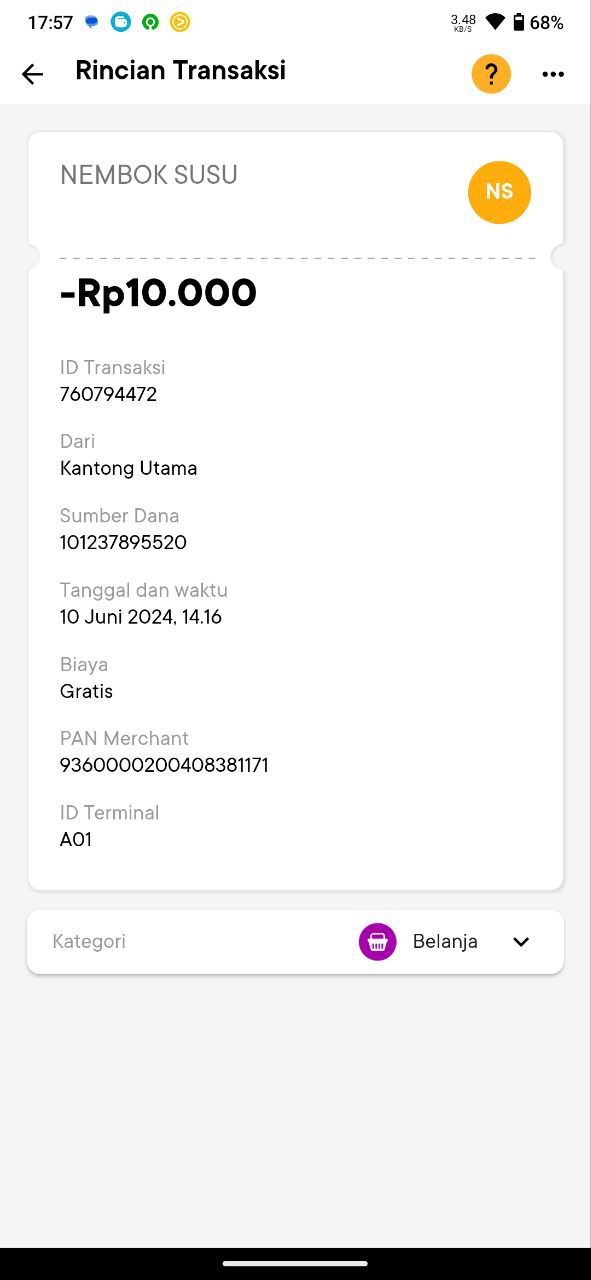 17:57
3.48
KB/S
68%
Rincian Transaksi
?
NEMBOK SUSU
NS
-Rp10.000
ID Transaksi
760794472
Dari
Kantong Utama
Sumber Dana
101237895520
Tanggal dan waktu
10 Juni 2024, 14.16
Biaya
Gratis
PAN Merchant
9360000200408381171
ID Terminal
A01
Kategori
Belanja